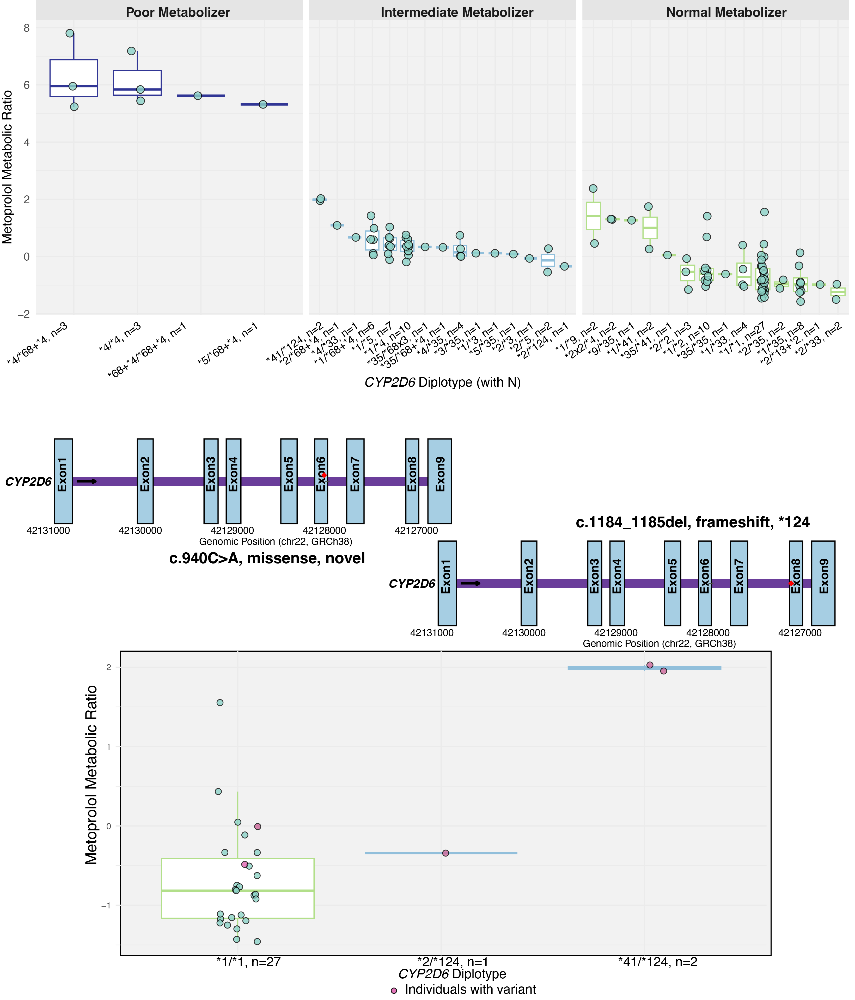 Poor Metabolizer
Intermediate Metabolizer
Normal Metabolizer
Metoprolol Metabolic Ratio
8
6
4
2
0
−2
*4/*68+*4, n=3
*4/*4, n=3
*68+*4/*68+*4, n=1
*5/*68+*4, n=1
*41/*124, n=2
*2/*68+*4, n=1
*4/*33, n=1
*1/*68+*4, n=6
*1/*5, n=7
*1/*4, n=10
*35/*68x3, n=1
*35/*68+*4, n=1
*4/*35, n=4
*3/*35, n=1
*1/*3, n=1
*5/*35, n=1
*2/*3, n=1
*2/*5, n=2
*2/*124, n=1
*1/*9, n=2
*2x2/*4, n=2
*9/*35, n=1
*1/*41, n=2
*35/*41, n=1
*2/*2, n=3
*1/*2, n=10
*35/*35, n=1
*1/*33, n=4
*1/*1, n=27
*2/*35, n=2
*1/*35, n=8
*2/*13+*2, n=1
*2/*33, n=2
CYP2D6 Diplotype (with N)
CYP2D6
Exon1
Exon2
Exon3
Exon4
Exon5
Exon6
Exon7
Exon8
Exon9
42131000
42130000
42129000
42128000
42127000
Genomic Position (chr22, GRCh38)
c.940C>A, missense, novel
c.1184_1185del, frameshift, *124
CYP2D6
Exon1
Exon2
Exon3
Exon4
Exon5
Exon6
Exon7
Exon8
Exon9
42131000
42130000
42129000
42128000
42127000
Genomic Position (chr22, GRCh38)
Metoprolol Metabolic Ratio
2
1
0
−1
*1/*1, n=27
*2/*124, n=1
*41/*124, n=2
CYP2D6 Diplotype
Individuals with variant